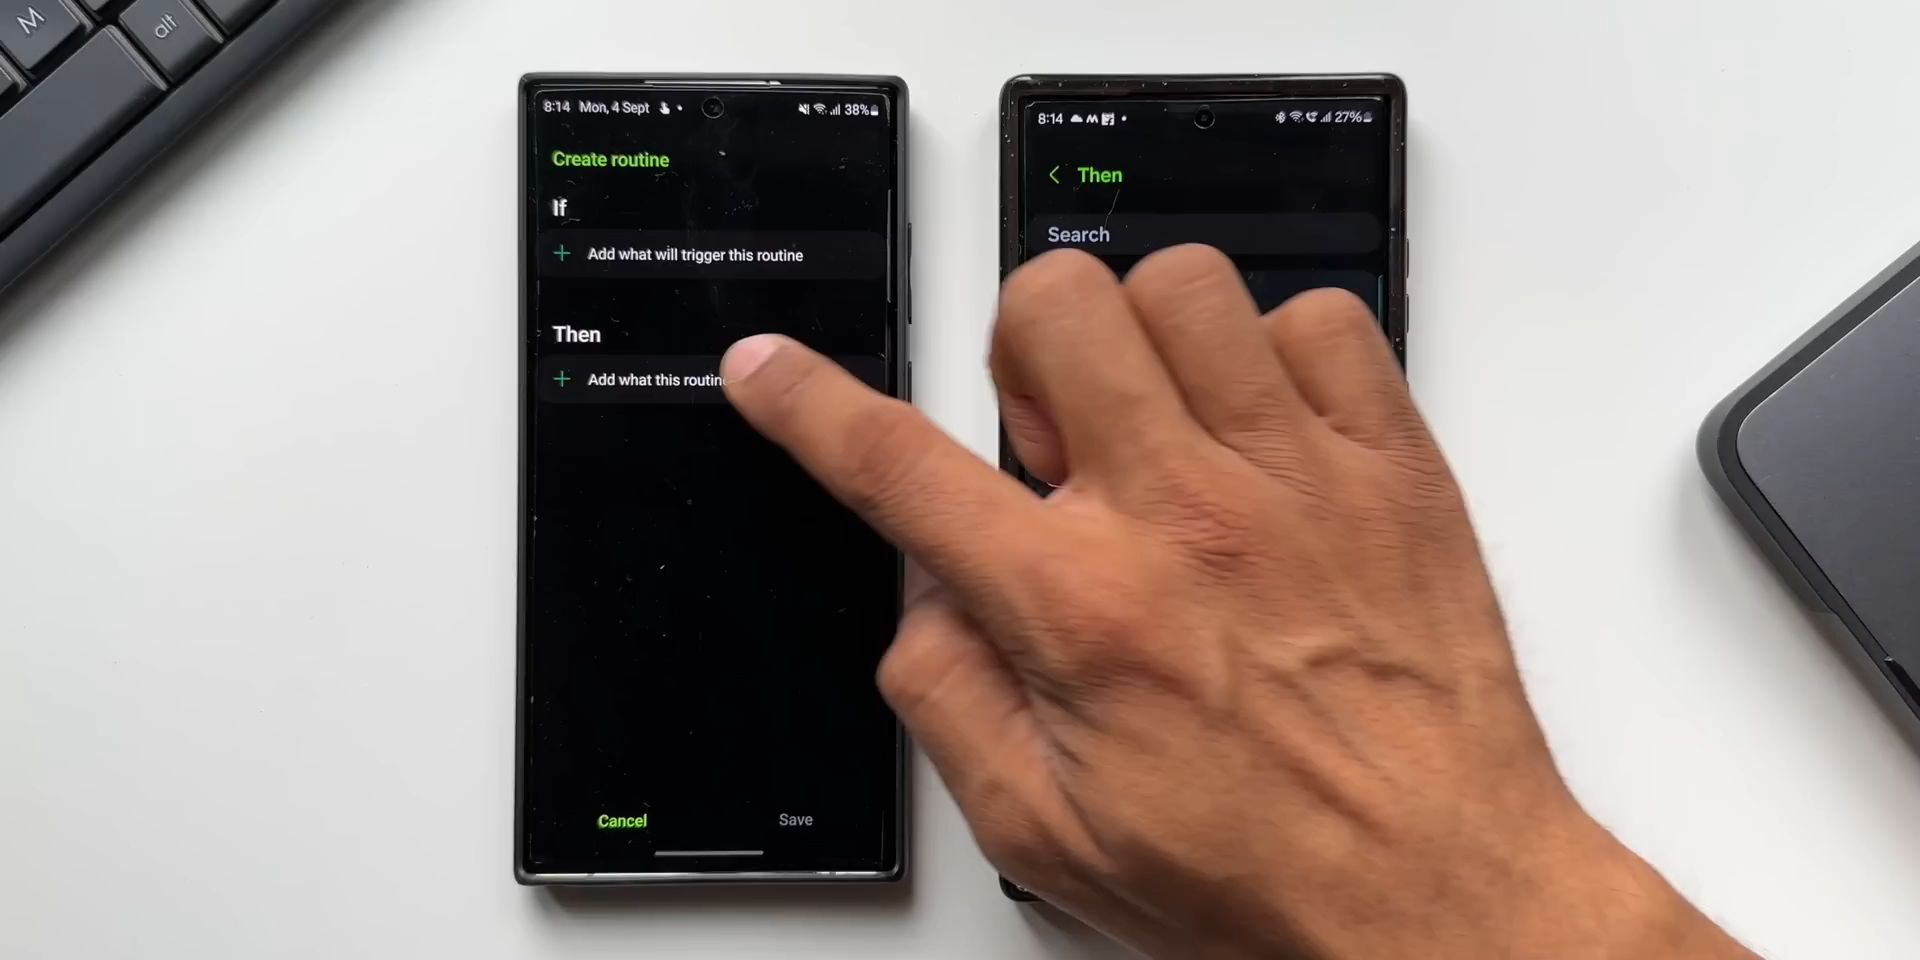 M
alt
8:14 Mon, 4 Sept
38%
Create routine
If
+ Add what will trigger this routine
Then
+ Add what this
Cancel
Save
8:14
27%
< Then
Search